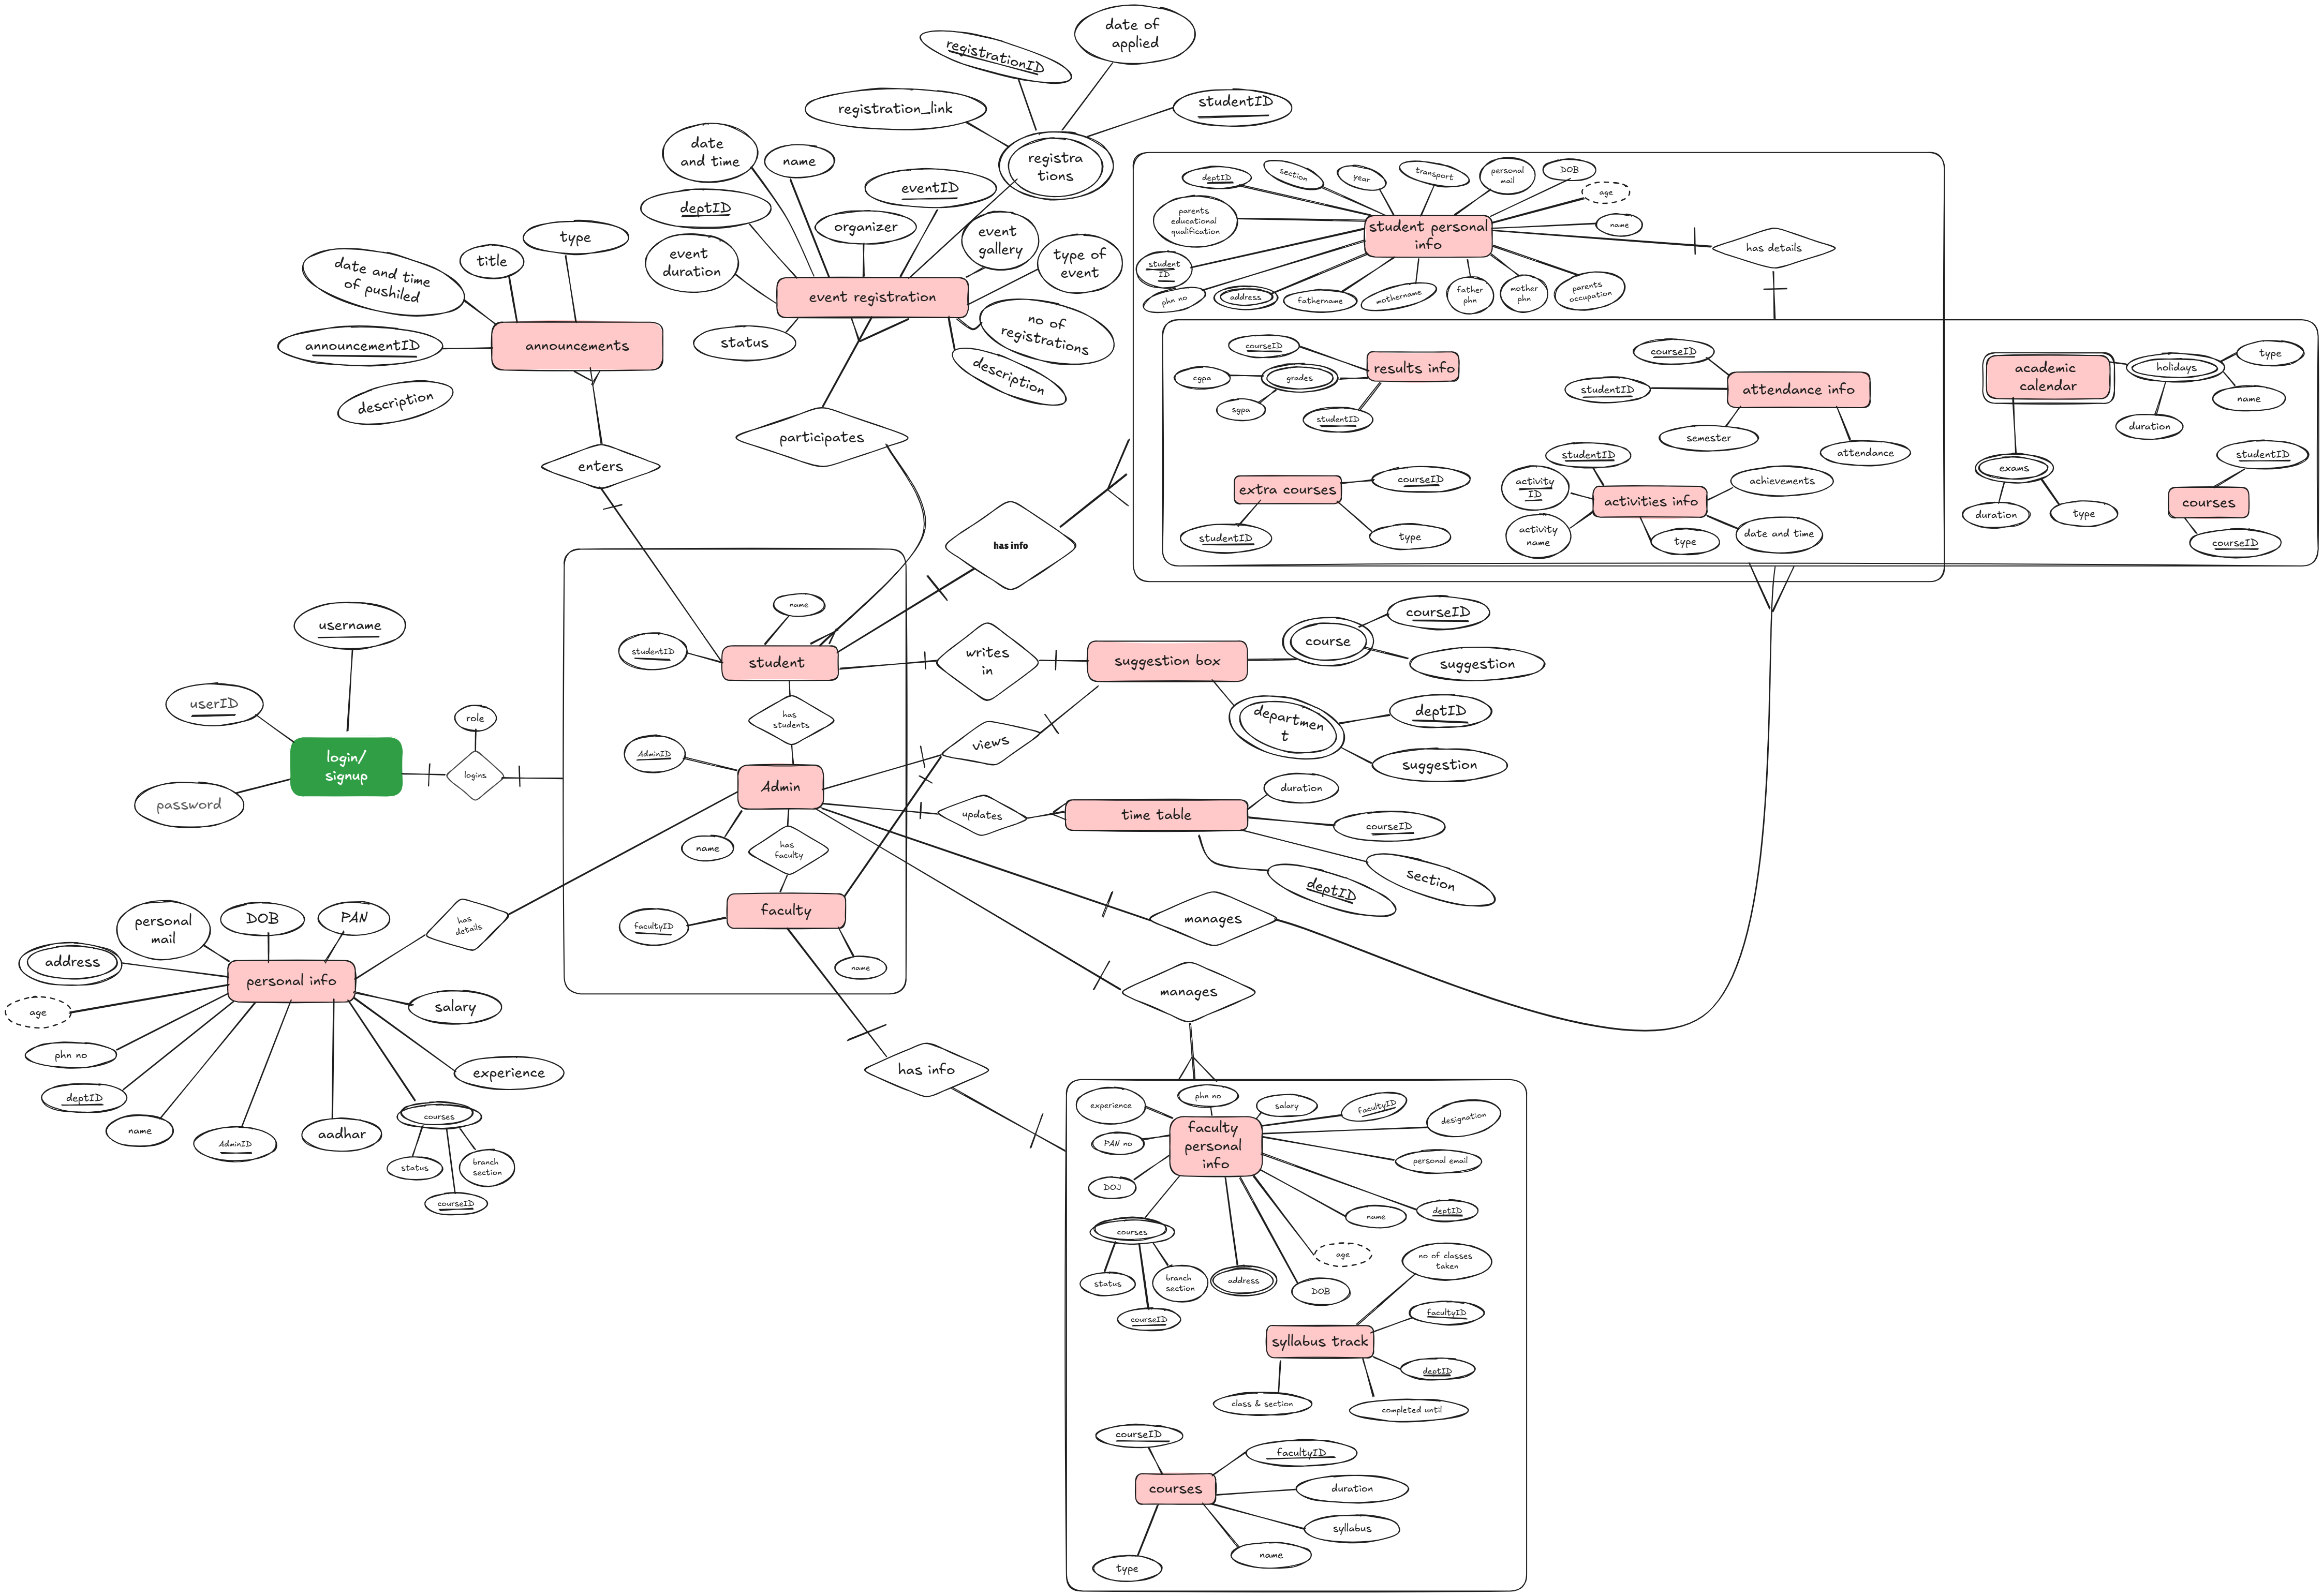 date of
applied
registrationID
registration_link
studentID
registra
tions
date
and time
name
eventID
deptID
organizer
event
gallery
type of
event
event
duration
event registration
no of
registrations
status
description
type
title
date and time
of pushiled
announcementID
announcements
description
enters
participates
has info
deptID
section
year
transport
personal
mail
DOB
age
name
parents
educational
qualification
student personal
info
student
ID
phn no
address
fathername
mothername
father
phn
mother
phn
parents
occupation
has details
courseID
results info
cgpa
grades
sgpa
studentID
extra courses
courseID
studentID
type
courseID
attendance info
studentID
semester
attendance
studentID
activity
ID
activities info
achievements
activity
name
type
date and time
academic
calendar
holidays
type
name
duration
exams
duration
type
studentID
courses
courseID
username
userID
login/
signup
password
role
logins
name
studentID
student
has
students
AdminID
Admin
name
has
faculty
faculty
facultyID
name
writes
in
suggestion box
course
courseID
suggestion
departmen
t
deptID
suggestion
views
updates
time table
duration
courseID
section
deptID
manages
manages
has info
has
details
personal
mail
DOB
PAN
address
personal info
age
salary
phn no
experience
deptID
name
AdminID
aadhar
courses
status
branch
section
courseID
experience
phn no
salary
facultyID
designation
PAN no
faculty
personal
info
personal email
DOJ
deptID
name
courses
age
status
branch
section
address
DOB
courseID
no of classes
taken
facultyID
syllabus track
deptID
class & section
completed until
courseID
facultyID
courses
duration
syllabus
name
type